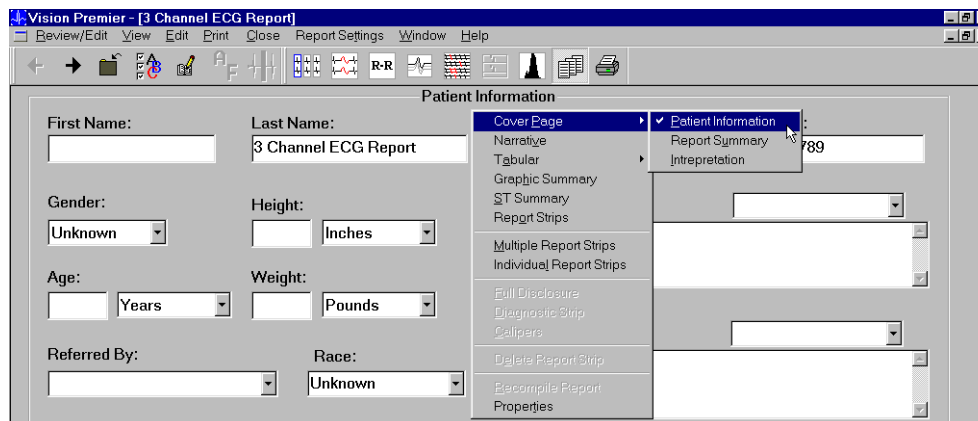 Vision Premier - [3 Channel ECG Report]
Review/Edit View Edit Print Close Report Settings Window Help
A B C A F R-R
Patient Information
First Name: Last Name: :
3 Channel ECG Report 789
Cover Page
Narrative
Tabular
Graphic Summary
ST Summary
Report Strips
Multiple Report Strips
Individual Report Strips
Full Disclosure
Diagnostic Strip
Calipers
Delete Report Strip
Recompile Report
Properties
Patient Information
Report Summary
Intrepretation
Gender: Height:
Unknown Inches
Age: Weight:
Years Pounds
Referred By: Race:
Unknown